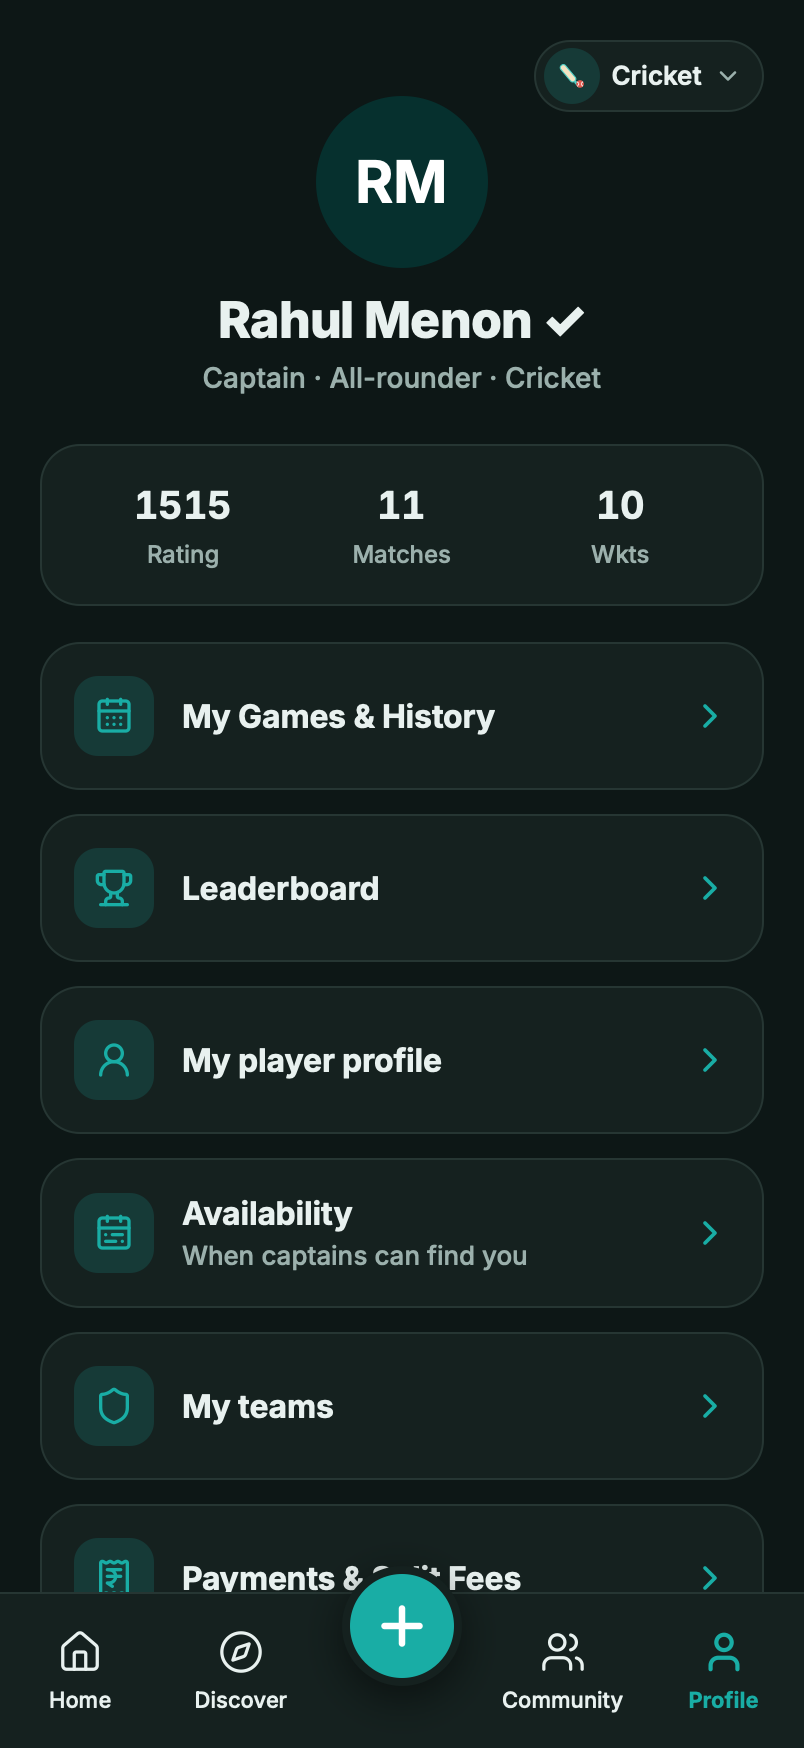 Cricket
RM
Rahul Menon ✓
Captain · All-rounder · Cricket
1515
Rating
11
Matches
10
Wkts
My Games & History
Leaderboard
My player profile
Availability
When captains can find you
My teams
Payments & Split Fees
Home
Discover
Community
Profile